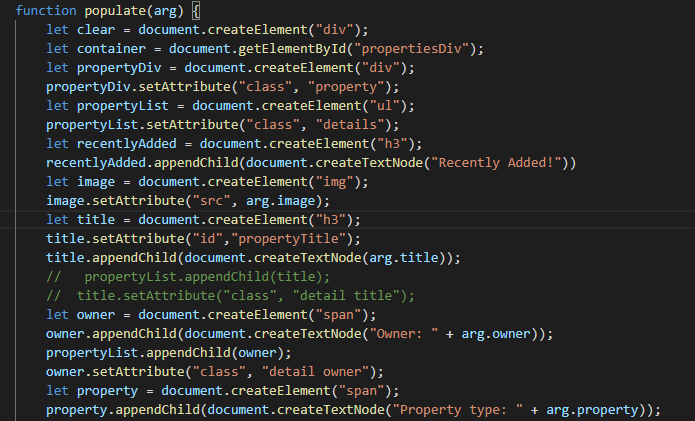 function populate(arg) {
let clear = document.createElement("div");
let container = document.getElementById("propertiesDiv");
let propertyDiv = document.createElement("div");
propertyDiv.setAttribute("class", "property");
let propertyList = document.createElement("ul");
propertyList.setAttribute("class", "details");
let recentlyAdded = document.createElement("h3");
recentlyAdded.appendChild(document.createTextNode("Recently Added!"))
let image = document.createElement("img");
image.setAttribute("src", arg.image);
let title = document.createElement("h3");
title.setAttribute("id","propertyTitle");
title.appendChild(document.createTextNode(arg.title));
//   propertyList.appendChild(title);
//  title.setAttribute("class", "detail title");
let owner = document.createElement("span");
owner.appendChild(document.createTextNode("Owner: " + arg.owner));
propertyList.appendChild(owner);
owner.setAttribute("class", "detail owner");
let property = document.createElement("span");
property.appendChild(document.createTextNode("Property type: " + arg.property));